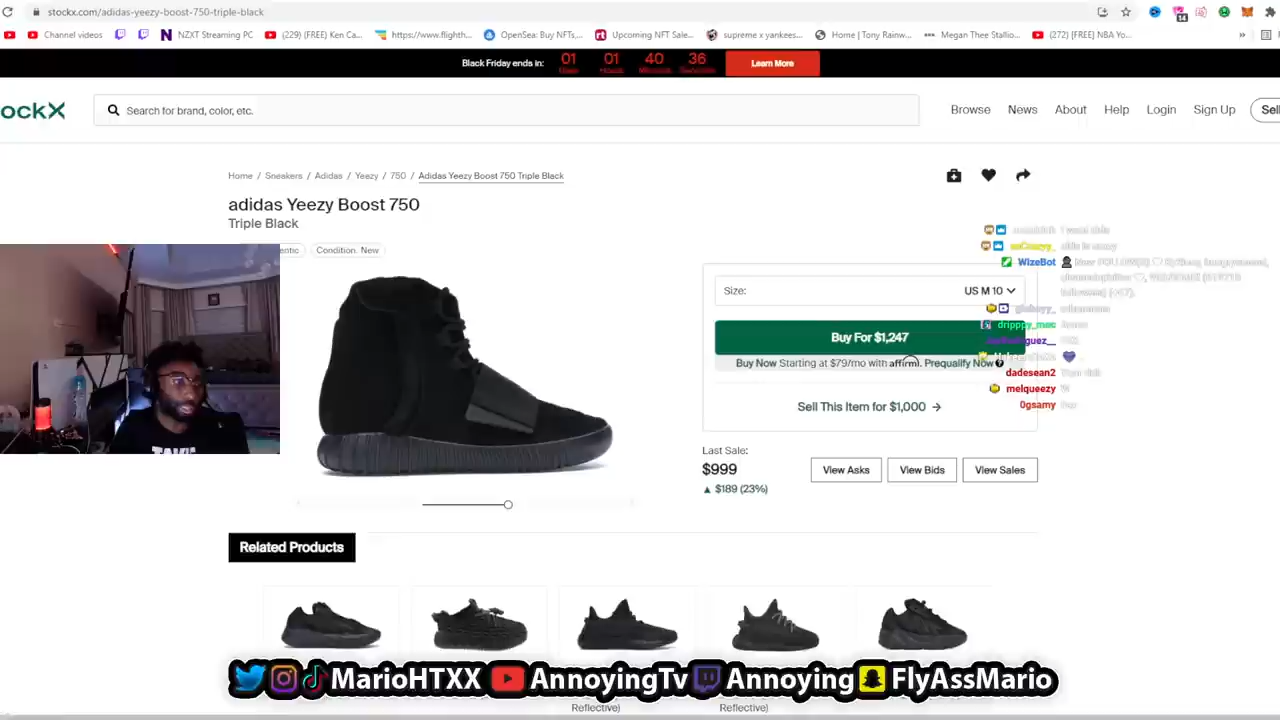 stockx.com/adidas-yeezy-boost-750-triple-black
Channel videos
NZXT Streaming PC
(229) [FREE] Ken Ca...
https://www.flighth...
OpenSea: Buy NFTs,...
Upcoming NFT Sale...
supreme x yankees...
Home | Tony Rainw...
Megan Thee Stallio...
(272) [FREE] NBA Yo...
Black Friday ends in:
01 01 40 36
Learn More
ockX
Search for brand, color, etc.
Browse News About Help Login Sign Up Sell
Home / Sneakers / Adidas / Yeezy / 750 / Adidas Yeezy Boost 750 Triple Black
adidas Yeezy Boost 750
Triple Black
entic
Condition: New
Size: US M 10
Buy For $1,247
Buy Now Starting at $79/mo with affirm. Prequalify Now
Sell This Item for $1,000 →
WizeBot
dripppy_mac
dadesean2
melqueezy W
0gsamy
Last Sale:
$999
▲ $189 (23%)
View Asks
View Bids
View Sales
Related Products
MarioHTXX AnnoyingTv Annoying FlyAssMario
Reflective)
Reflective)